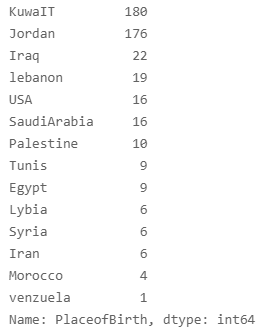 KuwaIT 180
Jordan 176
Iraq 22
lebanon 19
USA 16
SaudiArabia 16
Palestine 10
Tunis 9
Egypt 9
Lybia 6
Syria 6
Iran 6
Morocco 4
venzuela 1
Name: PlaceofBirth, dtype: int64